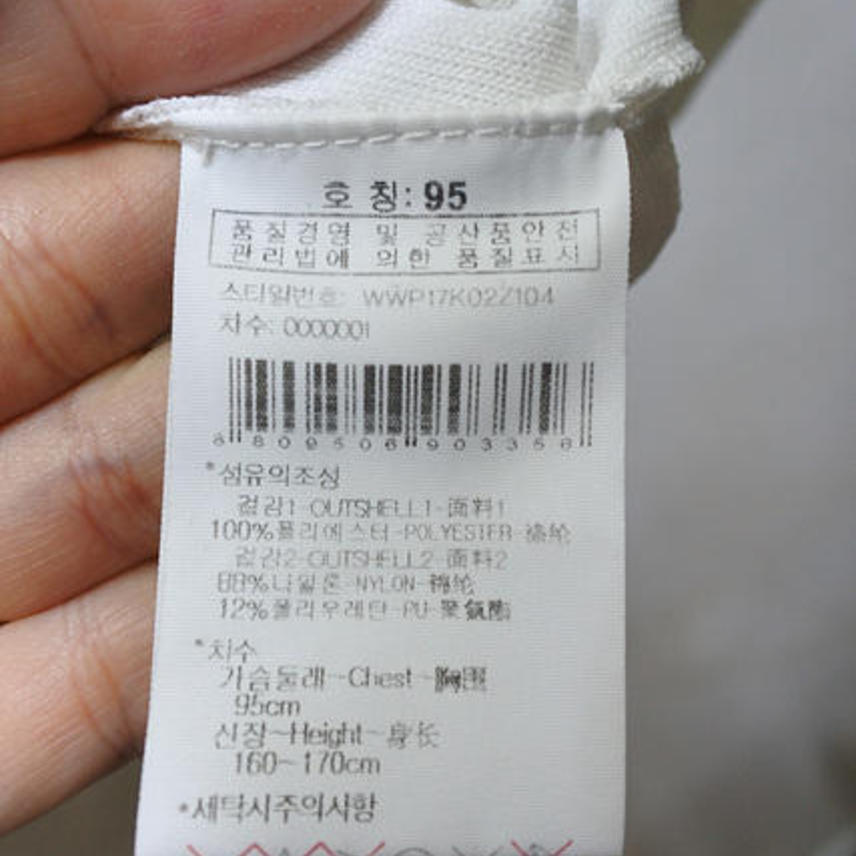 호 칭: 95
품질경영 및 공산품안전
관리법에 의한 품질표시
스타일번호: WWP17K02Z104
차수: 0000001
8 809506 903356
*섬유의조성
겉감1-OUTSHELL1-面料1
100%폴리에스터-POLYESTER-涤纶
겉감2-OUTSHELL2-面料2
88%나일론-NYLON-锦纶
12%폴리우레탄-PU-聚氨酯
*치수
가슴둘레-Chest-胸围
95cm
신장-Height-身长
160~170cm
*세탁시주의사항